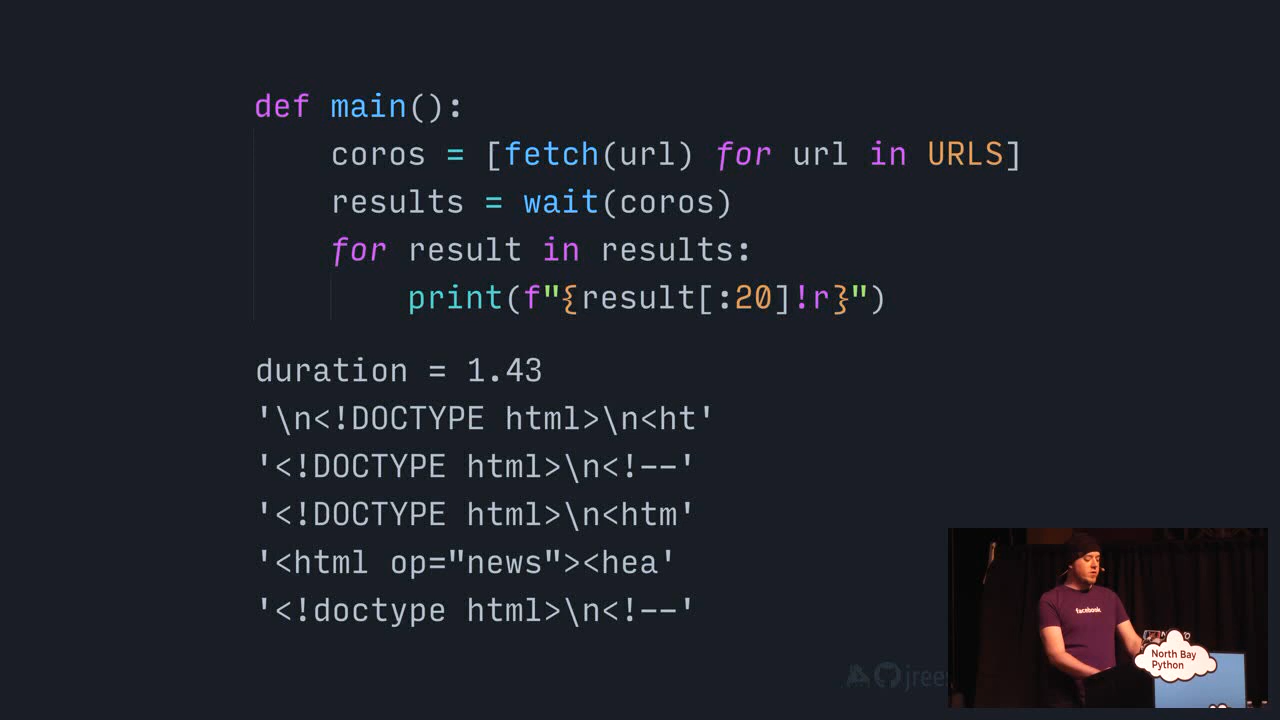 def main():
    coros = [fetch(url) for url in URLS]
    results = wait(coros)
    for result in results:
        print(f"{result[:20]!r}")
duration = 1.43
'\n<!DOCTYPE html>\n<ht'
'<!DOCTYPE html>\n<!--'
'<!DOCTYPE html>\n<htm'
'<html op="news"><hea'
'<!doctype html>\n<!--'
facebook
North Bay
Python